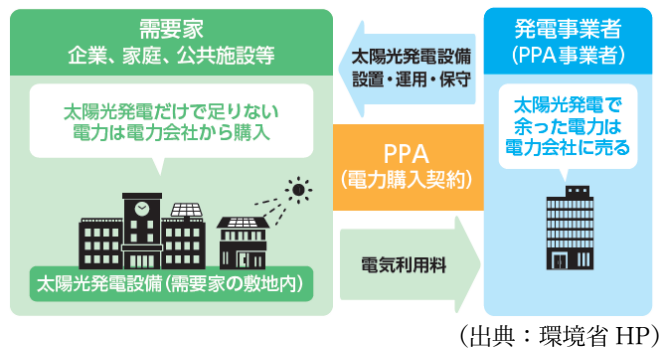 需要家
企業、家庭、公共施設等
太陽光発電だけで足りない
電力は電力会社から購入
太陽光発電設備(需要家の敷地内)
太陽光発電設備
設置・運用・保守
PPA
(電力購入契約)
電気利用料
発電事業者
(PPA事業者)
太陽光発電で
余った電力は
電力会社に売る
(出典：環境省 HP)